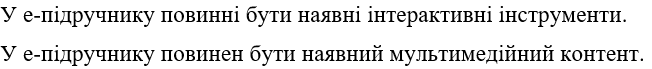 У е-підручнику повинні бути наявні інтерактивні інструменти.
У е-підручнику повинен бути наявний мультимедійний контент.